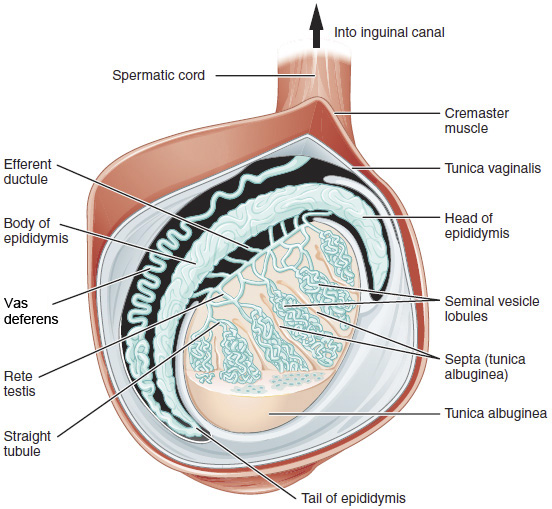 Into inguinal canal
Spermatic cord
Cremaster
muscle
Efferent
ductule
Tunica vaginalis
Body of
epididymis
Head of
epididymis
Vas
deferens
Seminal vesicle
lobules
Septa (tunica
albuginea)
Rete
testis
Tunica albuginea
Straight
tubule
Tail of epididymis